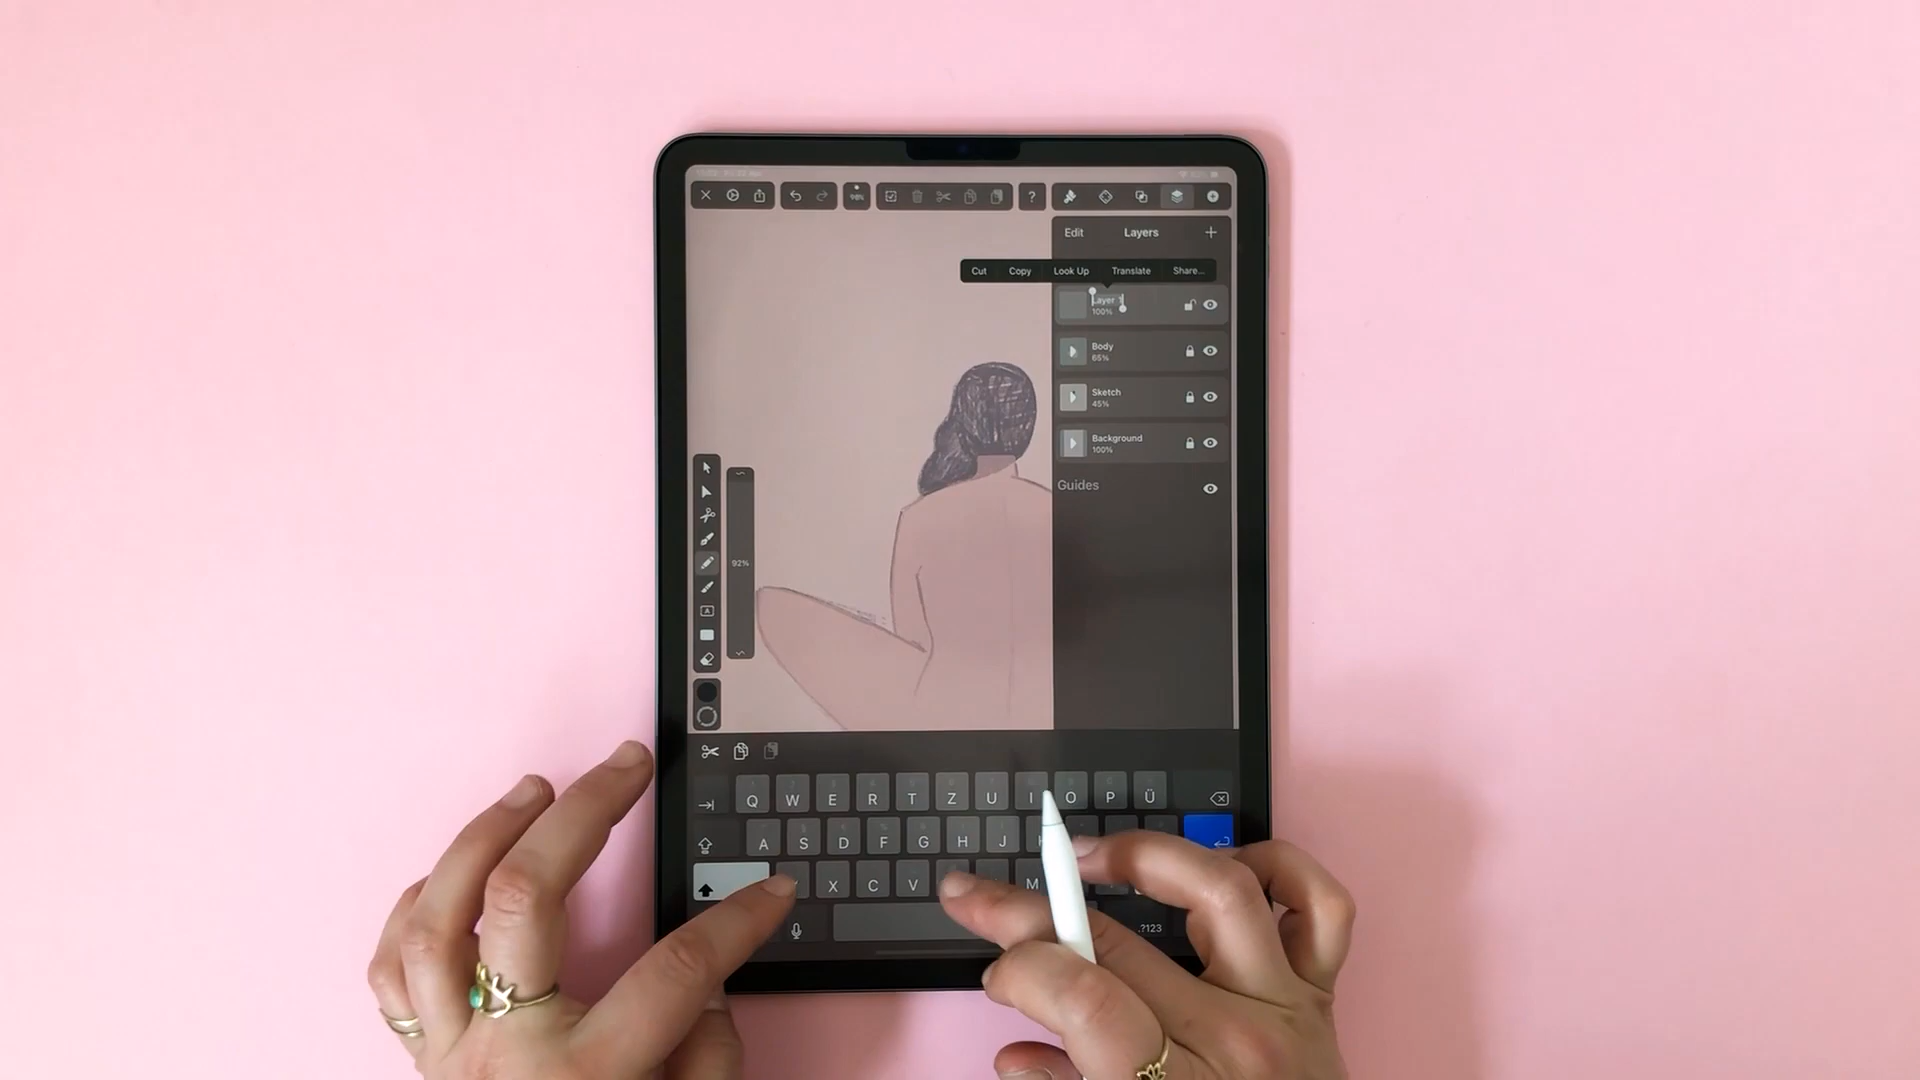 98%
?
Edit Layers +
Cut Copy Look Up Translate Share...
Layer 1
100%
Body
Sketch
45%
Background
100%
Guides
92%
A
Q W E R T Z U I O P Ü
A S D F G H J
X C V M
.?123